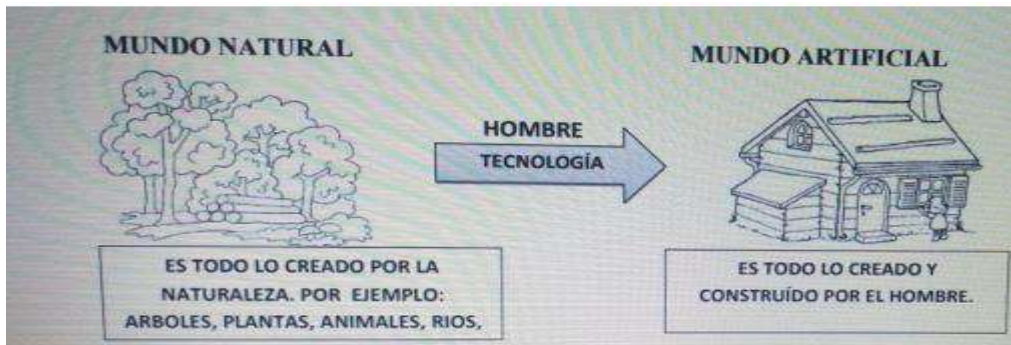 MUNDO NATURAL
MUNDO ARTIFICIAL
HOMBRE
TECNOLOGÍA
ES TODO LO CREADO POR LA
NATURALEZA. POR EJEMPLO:
ARBOLES, PLANTAS, ANIMALES, RIOS,
ES TODO LO CREADO Y
CONSTRUÍDO POR EL HOMBRE.